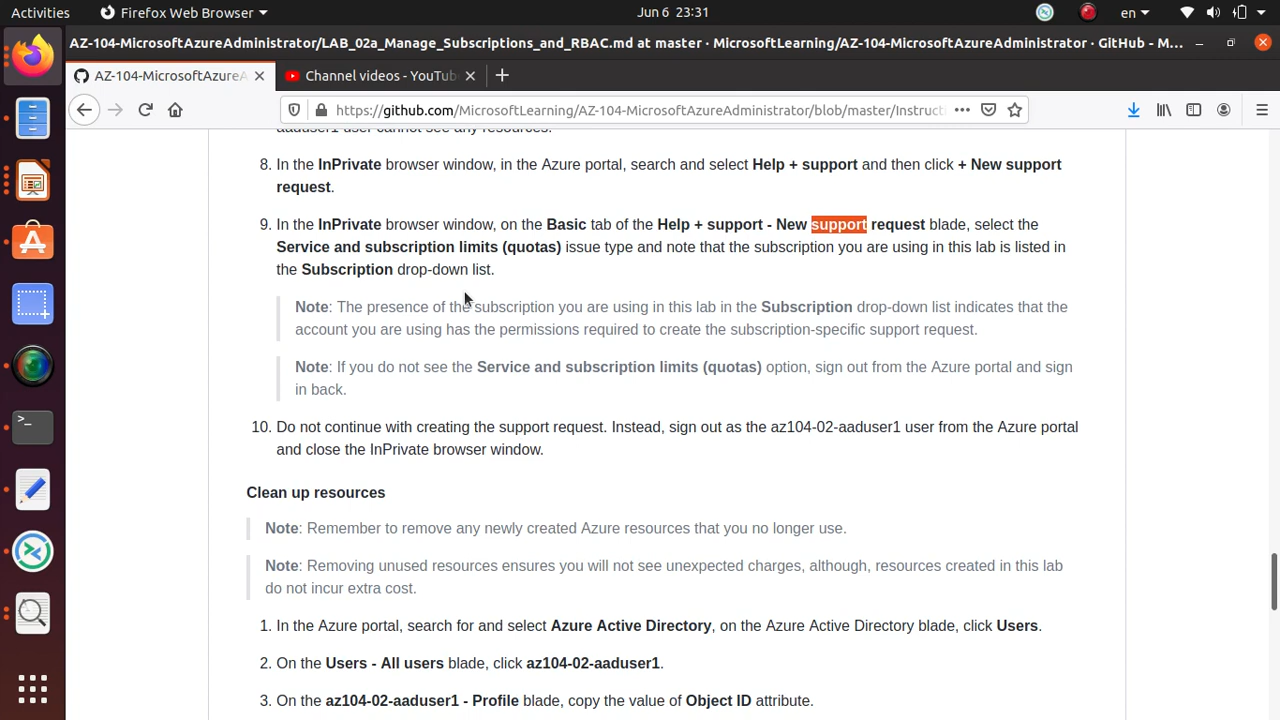 Activities
Firefox Web Browser
Jun 6 23:31
en
AZ-104-MicrosoftAzureAdministrator/LAB_02a_Manage_Subscriptions_and_RBAC.md at master · MicrosoftLearning/AZ-104-MicrosoftAzureAdministrator · GitHub - M...
AZ-104-MicrosoftAzureA
Channel videos - YouTub
https://github.com/MicrosoftLearning/AZ-104-MicrosoftAzureAdministrator/blob/master/Instruct
aaduser1 user cannot see any resources.
8. In the InPrivate browser window, in the Azure portal, search and select Help + support and then click + New support
request.
9. In the InPrivate browser window, on the Basic tab of the Help + support - New support request blade, select the
Service and subscription limits (quotas) issue type and note that the subscription you are using in this lab is listed in
the Subscription drop-down list.
Note: The presence of the subscription you are using in this lab in the Subscription drop-down list indicates that the
account you are using has the permissions required to create the subscription-specific support request.
Note: If you do not see the Service and subscription limits (quotas) option, sign out from the Azure portal and sign
in back.
10. Do not continue with creating the support request. Instead, sign out as the az104-02-aaduser1 user from the Azure portal
and close the InPrivate browser window.
Clean up resources
Note: Remember to remove any newly created Azure resources that you no longer use.
Note: Removing unused resources ensures you will not see unexpected charges, although, resources created in this lab
do not incur extra cost.
1. In the Azure portal, search for and select Azure Active Directory, on the Azure Active Directory blade, click Users.
2. On the Users - All users blade, click az104-02-aaduser1.
3. On the az104-02-aaduser1 - Profile blade, copy the value of Object ID attribute.